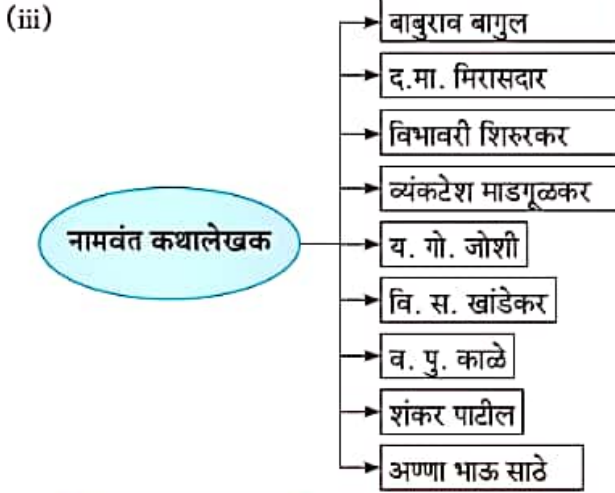 (iii)
बाबुराव बागुल
द.मा. मिरासदार
विभावरी शिरुरकर
व्यंकटेश माडगूळकर
नामवंत कथालेखक
य. गो. जोशी
वि. स. खांडेकर
व. पु. काळे
शंकर पाटील
अण्णा भाऊ साठे